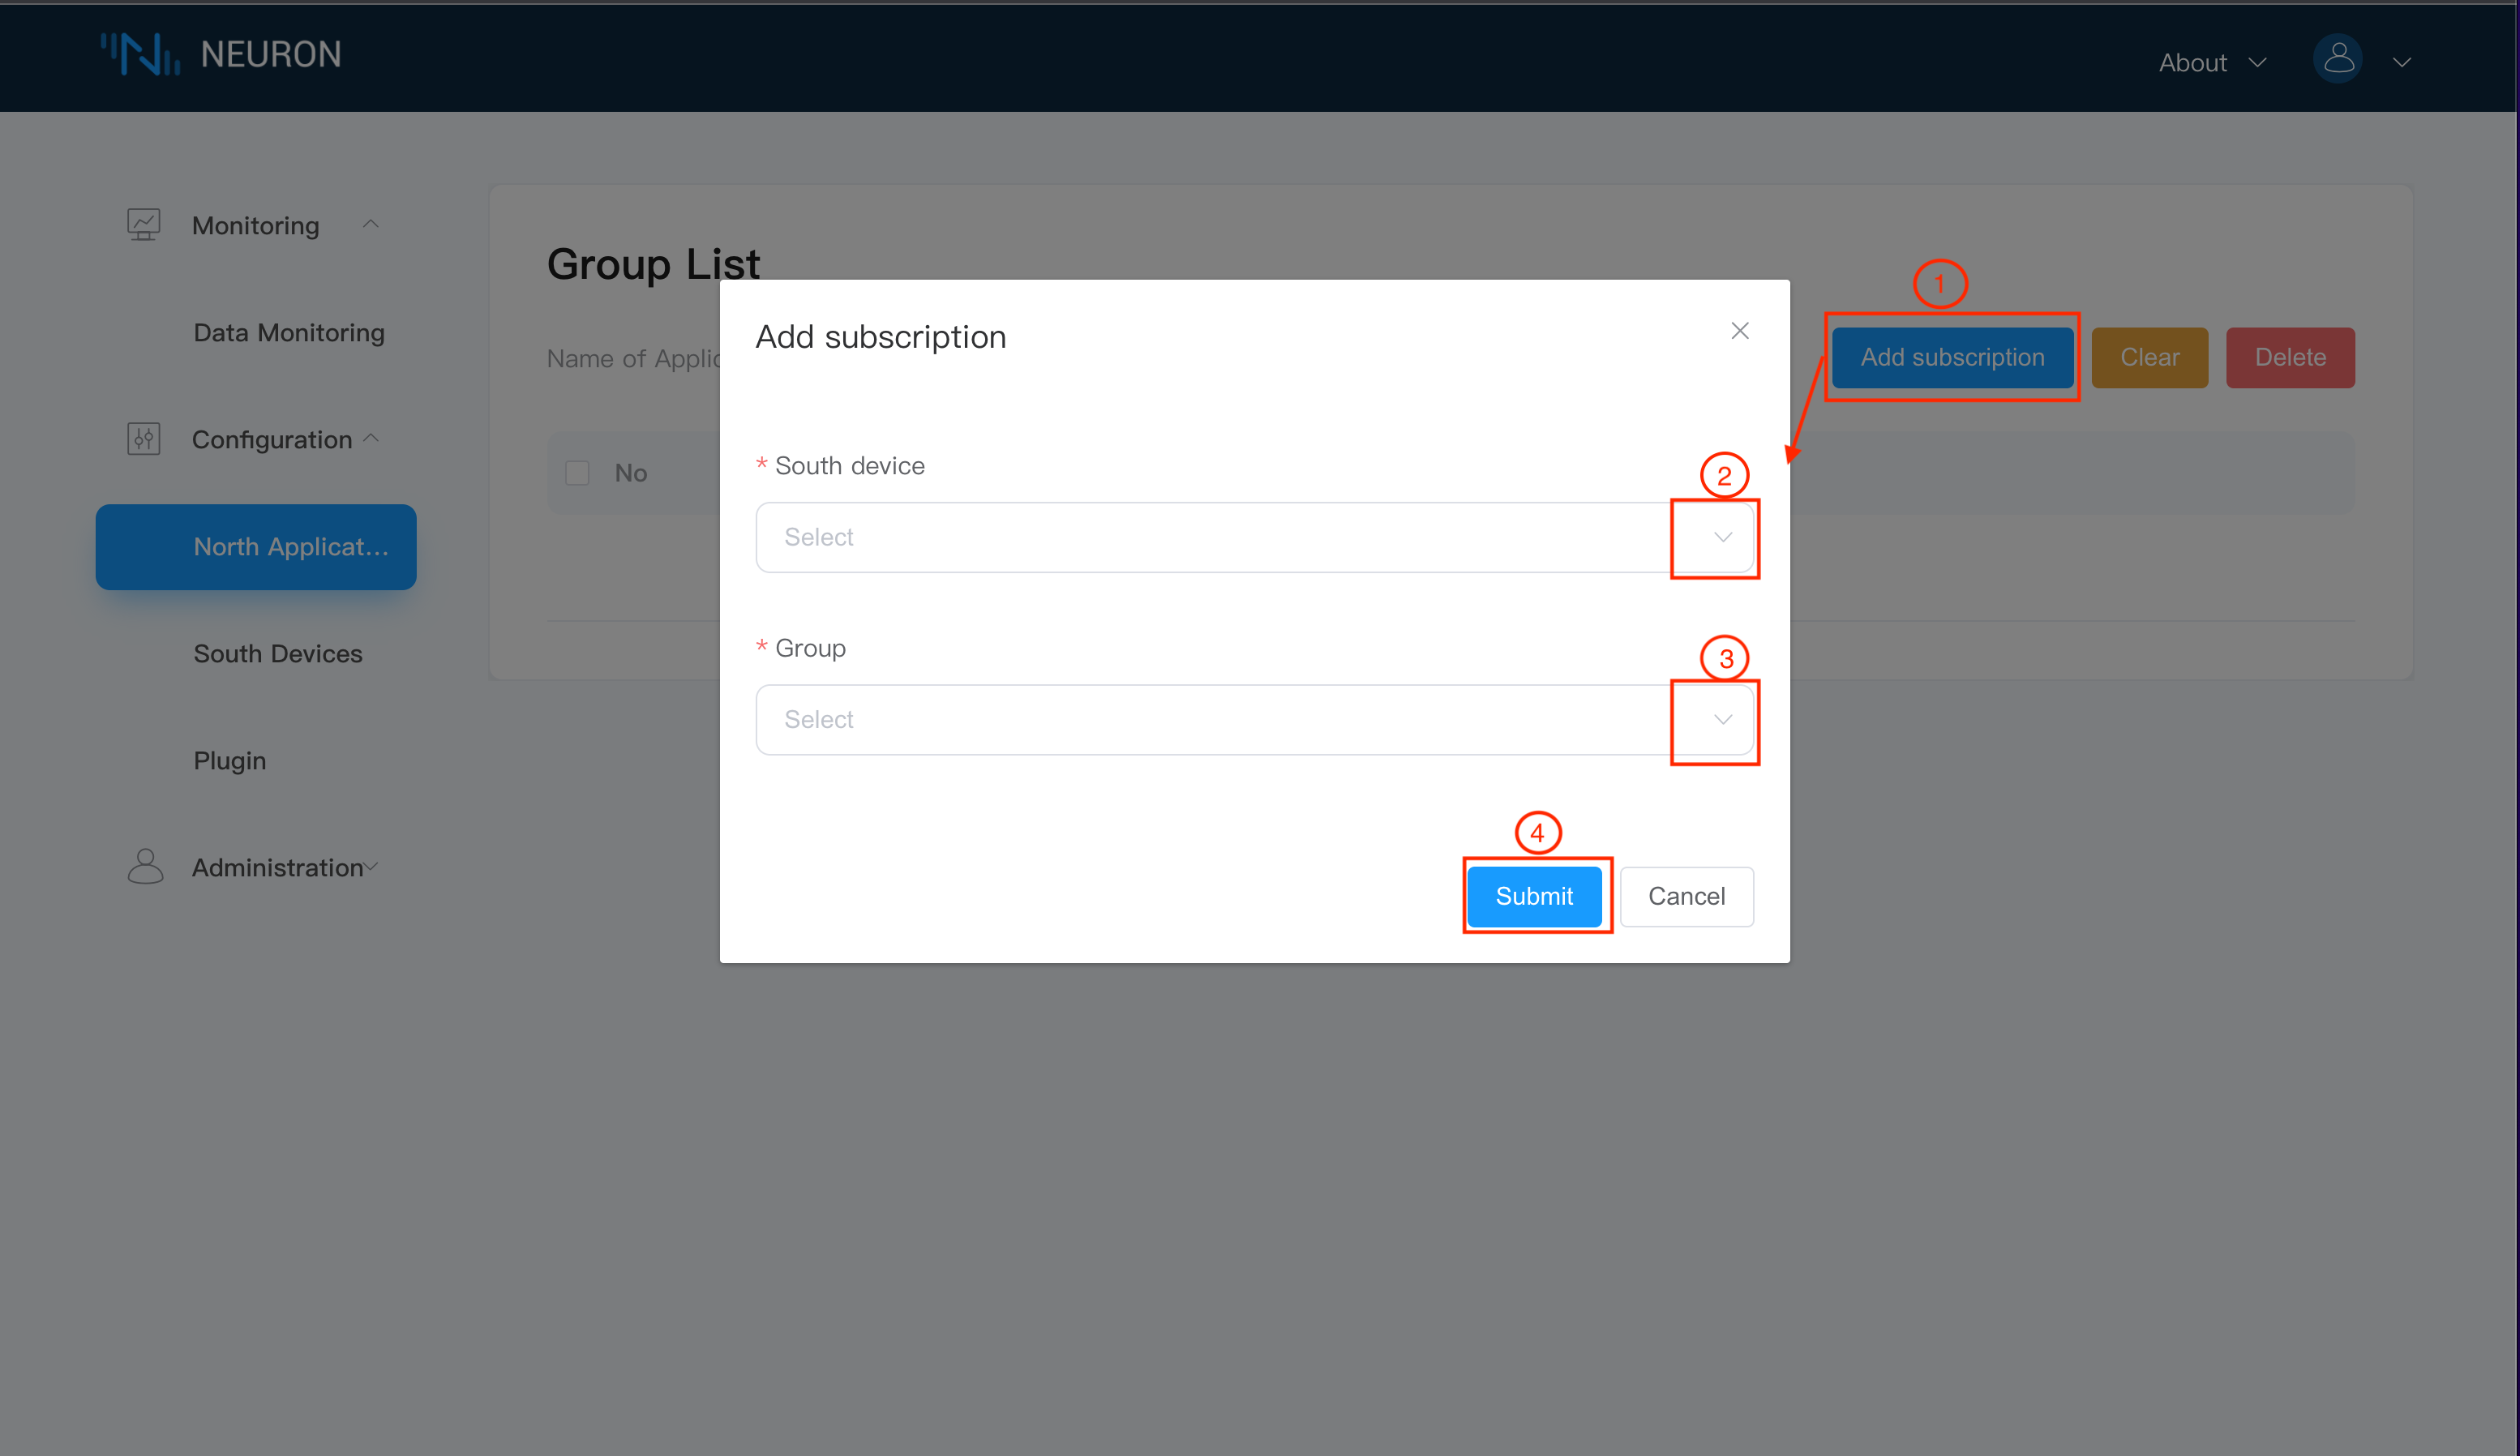 NEURON
About
Monitoring
Data Monitoring
Configuration
North Applicat...
South Devices
Plugin
Administration
Group List
Name of Applic
1
Add subscription
Clear
Delete
No
Add subscription
* South device
2
Select
* Group
3
Select
4
Submit
Cancel